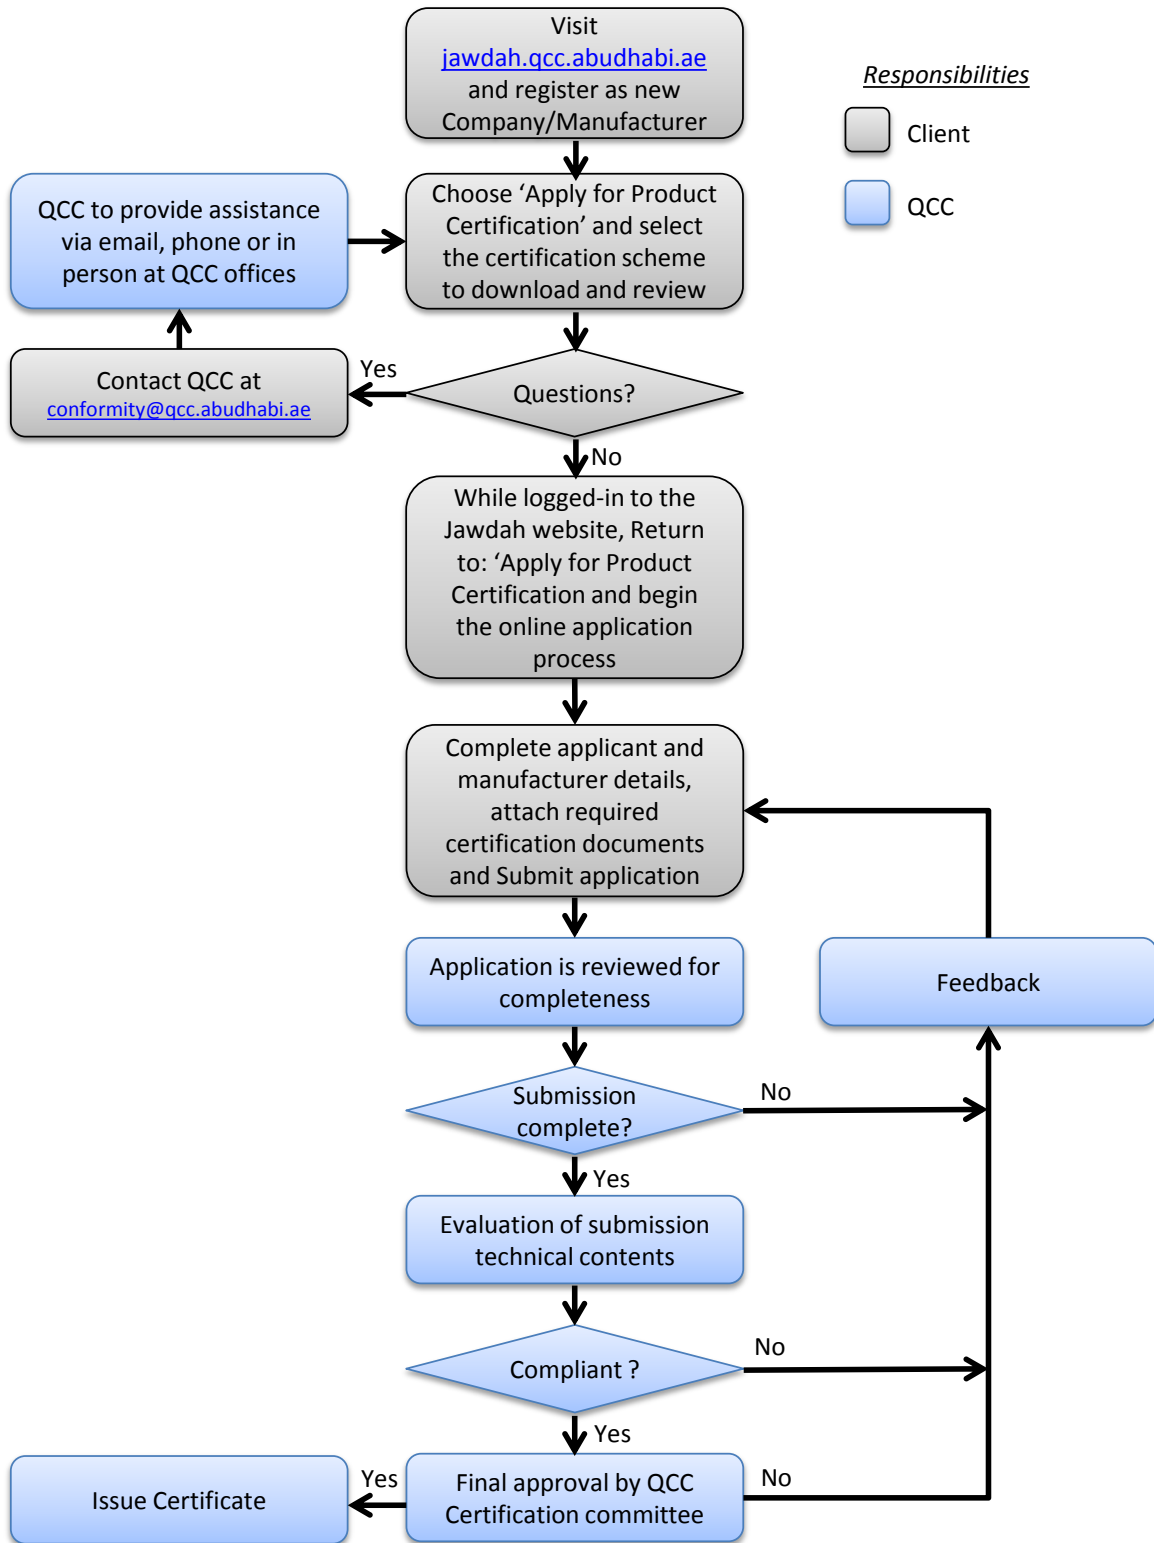 Visit
jawdah.qcc.abudhabi.ae
and register as new
Company/Manufacturer
Responsibilities
Client
QCC
QCC to provide assistance
via email, phone or in
person at QCC offices
Choose ‘Apply for Product
Certification’ and select
the certification scheme
to download and review
Contact QCC at
conformity@qcc.abudhabi.ae
Yes
Questions?
No
While logged-in to the
Jawdah website, Return
to: ‘Apply for Product
Certification and begin
the online application
process
Complete applicant and
manufacturer details,
attach required
certification documents
and Submit application
Application is reviewed for
completeness
Feedback
Submission
complete?
No
Yes
Evaluation of submission
technical contents
Compliant ?
No
Yes
Issue Certificate
Yes
Final approval by QCC
Certification committee
No